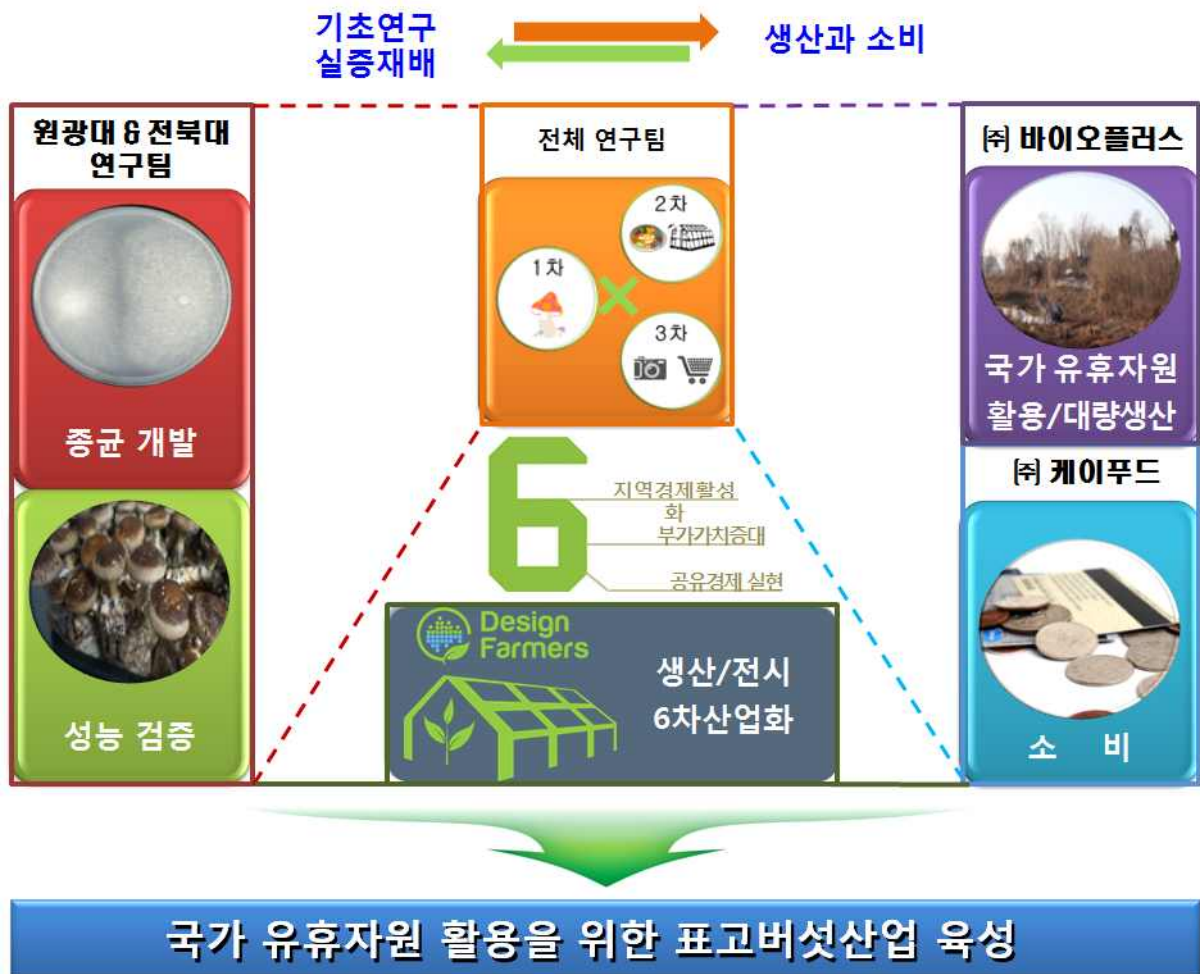 기초연구
실증재배
생산과 소비
원광대 & 전북대
연구팀
종균 개발
성능 검증
전체 연구팀
1차
2차
3차
6
지역경제활성
화
부가가치증대
공유경제 실현
Design
Farmers
생산/전시
6차산업화
㈜ 바이오플러스
국가 유휴자원
활용/대량생산
㈜ 케이푸드
소 비
국가 유휴자원 활용을 위한 표고버섯산업 육성